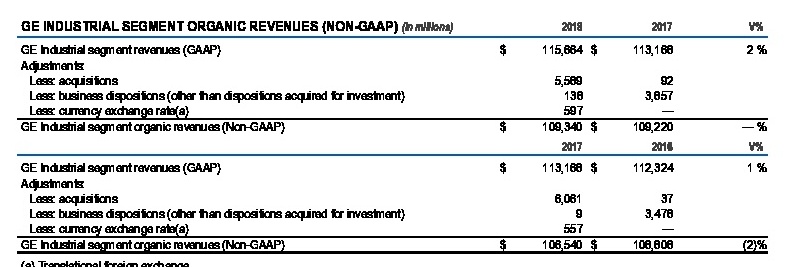 GE INDUSTRIAL SEGMENT ORGANIC REVENUES (NON-GAAP) (In millions) 2018 2017 V%
GE Industrial segment revenues (GAAP) $ 115,664 $ 113,168 2 %
Adjustments:
Less: acquisitions 5,589 92
Less: business dispositions (other than dispositions acquired for investment) 138 3,857
Less: currency exchange rate(a) 597 —
GE Industrial segment organic revenues (Non-GAAP) $ 109,340 $ 109,220 — %
2017 2016 V%
GE Industrial segment revenues (GAAP) $ 113,168 $ 112,324 1 %
Adjustments:
Less: acquisitions 6,061 37
Less: business dispositions (other than dispositions acquired for investment) 9 3,478
Less: currency exchange rate(a) 557 —
GE Industrial segment organic revenues (Non-GAAP) $ 106,540 $ 108,808 (2)%
(a) Translational foreign exchange